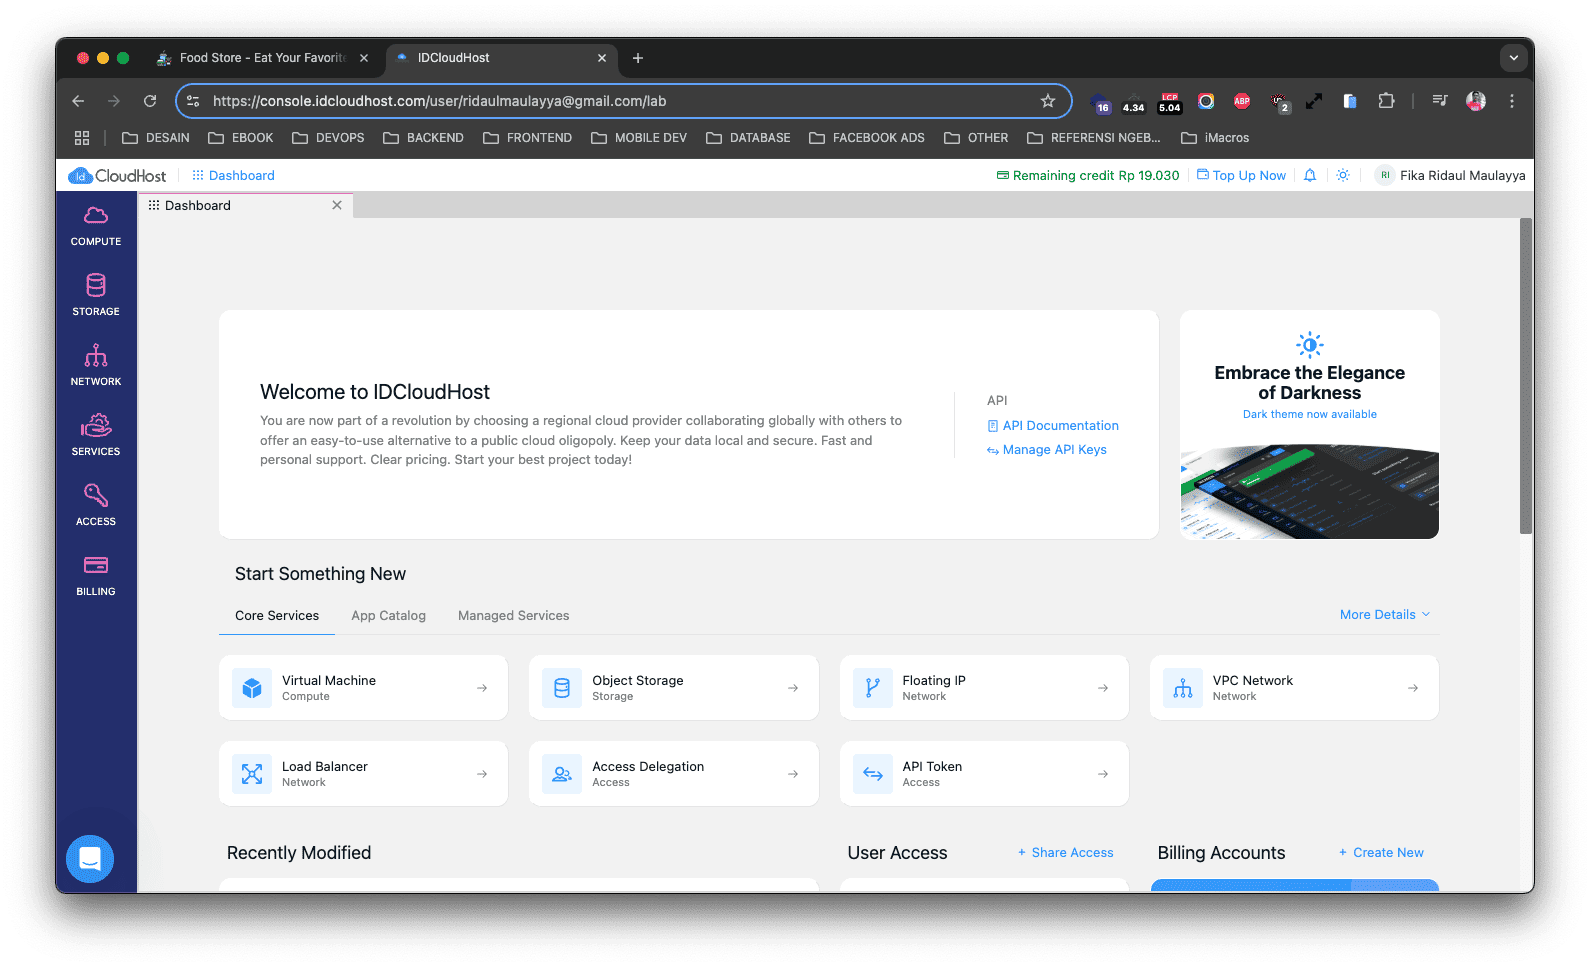 Food Store - Eat Your Favorite
IDCloudHost
https://console.idcloudhost.com/user/ridaulmaulayya@gmail.com/lab
16
4.34
LCP
5.04
ABP
2
DESAIN
EBOOK
DEVOPS
BACKEND
FRONTEND
MOBILE DEV
DATABASE
FACEBOOK ADS
OTHER
REFERENSI NGEB...
iMacros
Id CloudHost
Dashboard
Remaining credit Rp 19.030
Top Up Now
RI
Fika Ridaul Maulayya
Dashboard
COMPUTE
STORAGE
NETWORK
SERVICES
ACCESS
BILLING
Welcome to IDCloudHost
You are now part of a revolution by choosing a regional cloud provider collaborating globally with others to
offer an easy-to-use alternative to a public cloud oligopoly. Keep your data local and secure. Fast and
personal support. Clear pricing. Start your best project today!
API
API Documentation
Manage API Keys
Embrace the Elegance
of Darkness
Dark theme now available
Start Something New
Core Services
App Catalog
Managed Services
More Details
Virtual Machine
Compute
Object Storage
Storage
Floating IP
Network
VPC Network
Network
Load Balancer
Network
Access Delegation
Access
API Token
Access
Recently Modified
User Access
+ Share Access
Billing Accounts
+ Create New